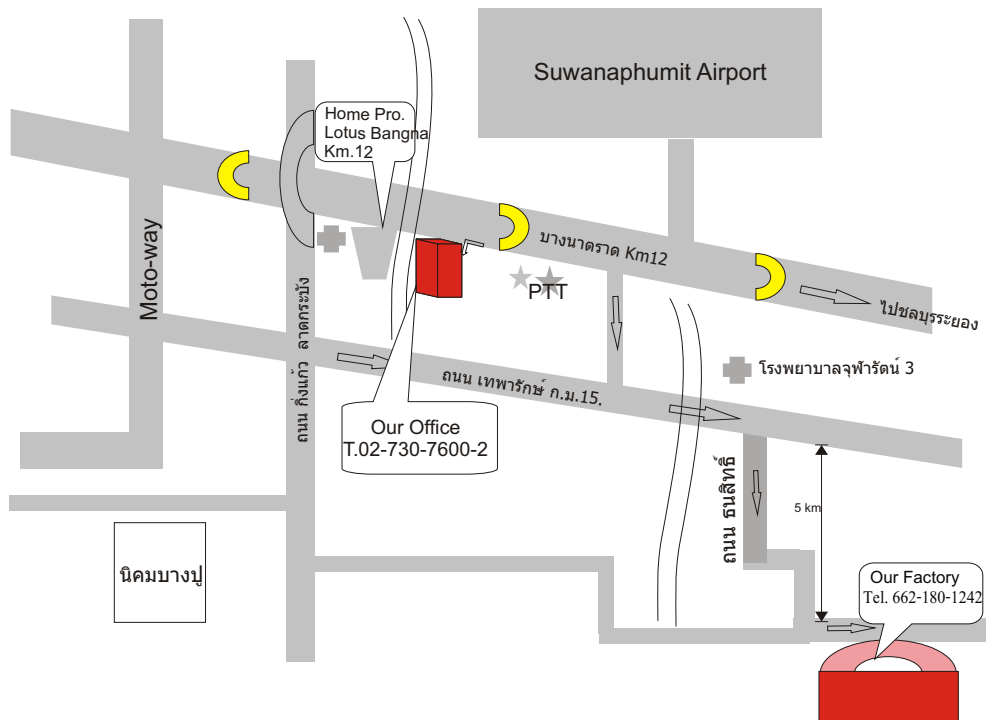 Suwanaphumit Airport
Home Pro.
Lotus Bangna
Km.12
Moto-way
บางนาตราด Km12
PTT
ไปชลบุรระยอง
ถนน กิ่งแก้ว ลาดกระบัง
ถนน เทพารักษ์ ก.ม.15.
โรงพยาบาลจุฬารัตน์ 3
Our Office
T.02-730-7600-2
ถนน ธนสิทธิ์
5 km
นิคมบางปู
Our Factory
Tel. 662-180-1242